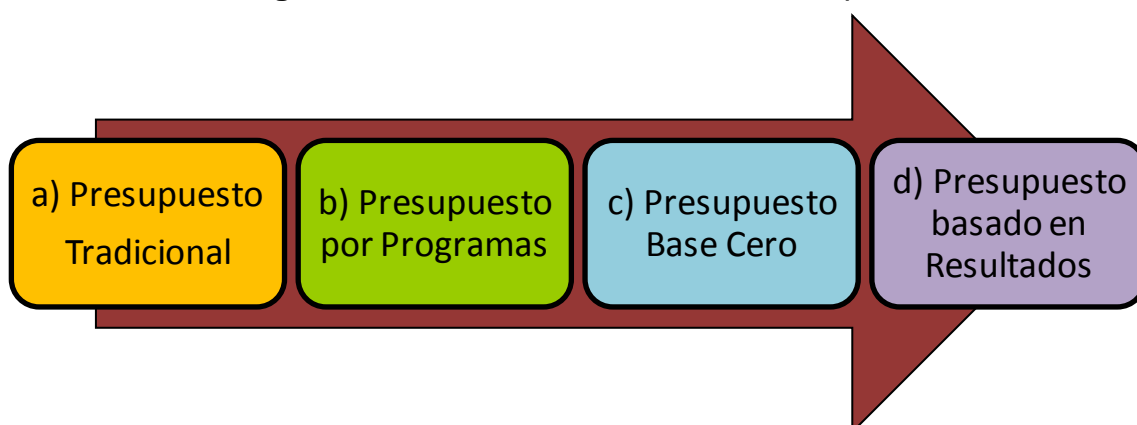 a) Presupuesto
Tradicional
b) Presupuesto
por Programas
c) Presupuesto
Base Cero
d) Presupuesto
basado en
Resultados